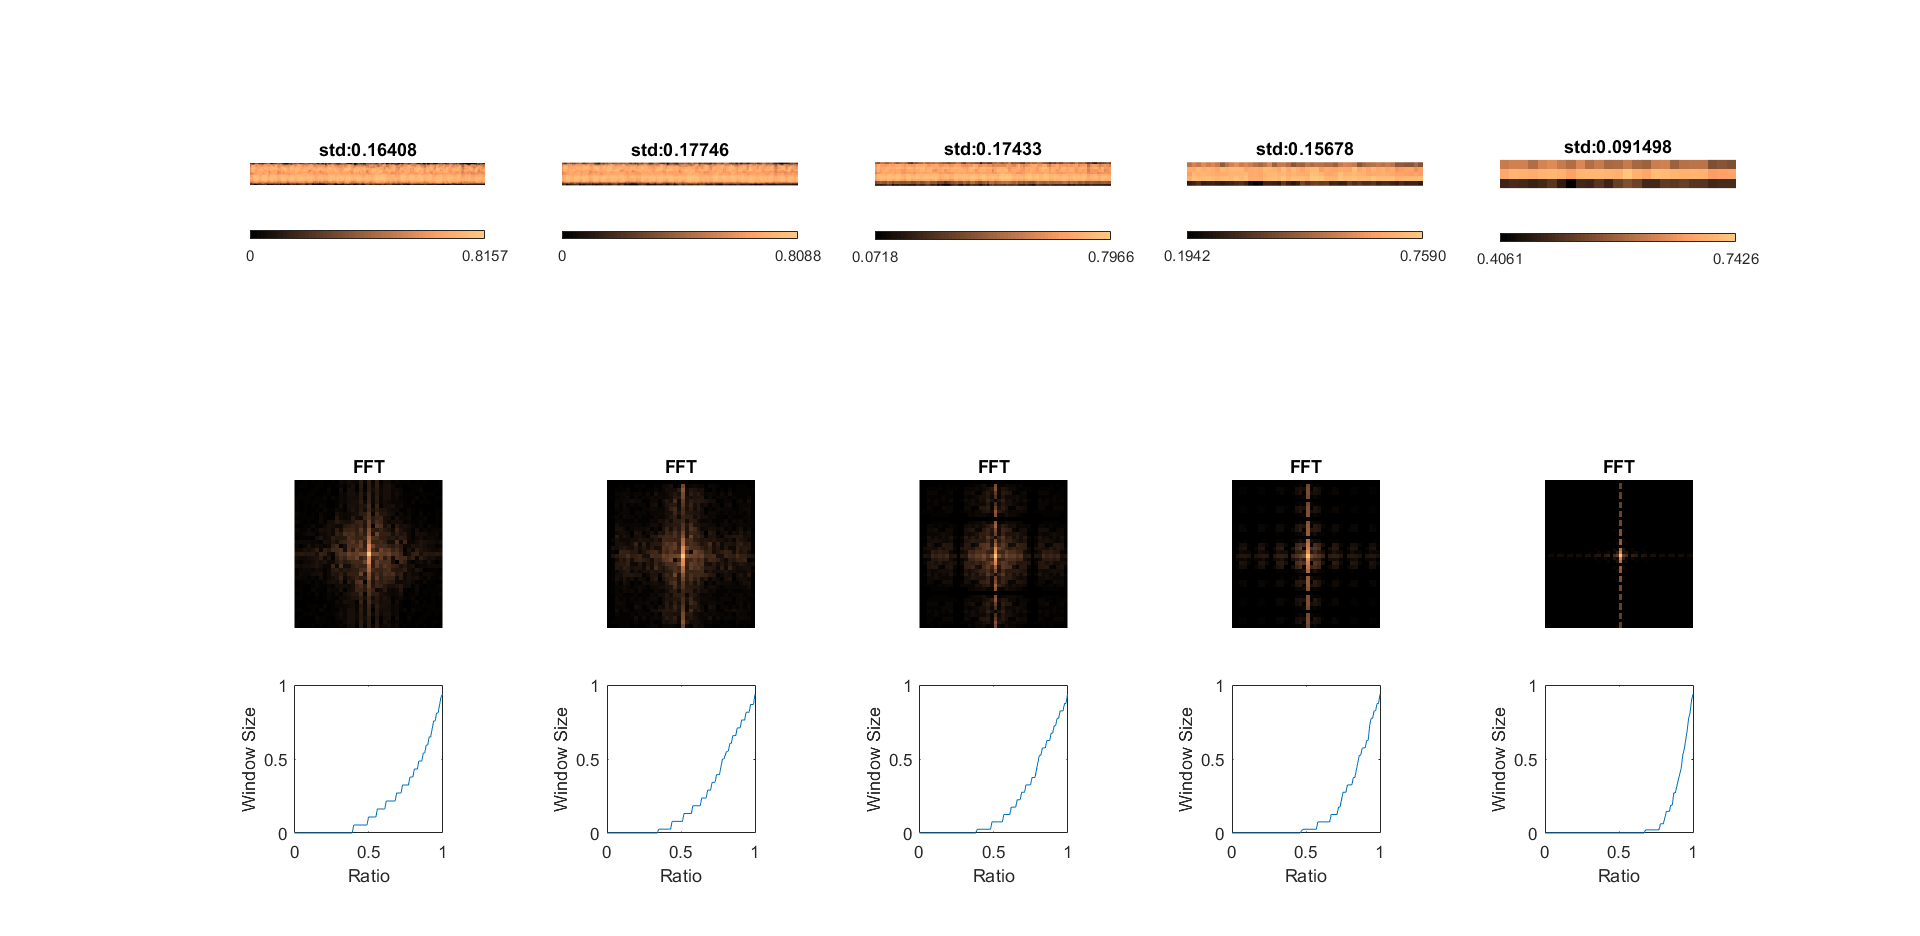 std:0.16408 std:0.17746 std:0.17433 std:0.15678 std:0.091498
0 0.8157 0 0.8088 0.0718 0.7966 0.1942 0.7590 0.4061 0.7426
FFT FFT FFT FFT FFT
1 1 1 1 1
0.5 0.5 0.5 0.5 0.5
0 0 0 0 0
Window Size Window Size Window Size Window Size Window Size
0 0.5 1 0 0.5 1 0 0.5 1 0 0.5 1 0 0.5 1
Ratio Ratio Ratio Ratio Ratio